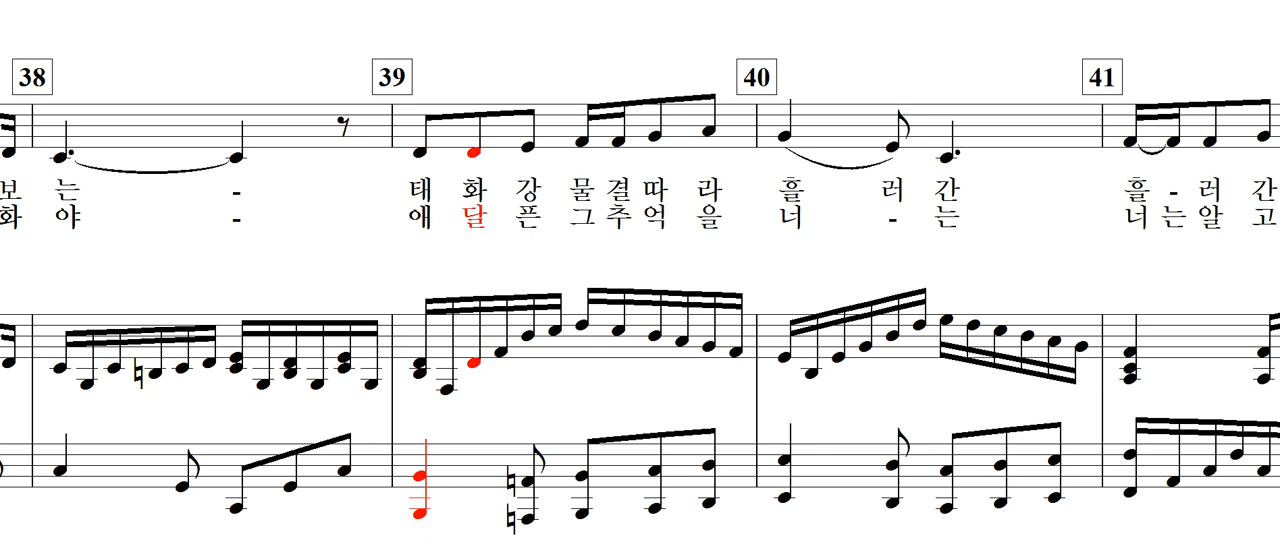 38 39 40 41
보 는 - 태 화 강 물 결 따 라 흘 러 간 흘 - 러 간
화 야 - 애 달 픈 그 추 억 을 너 - 는 너 는 알 고